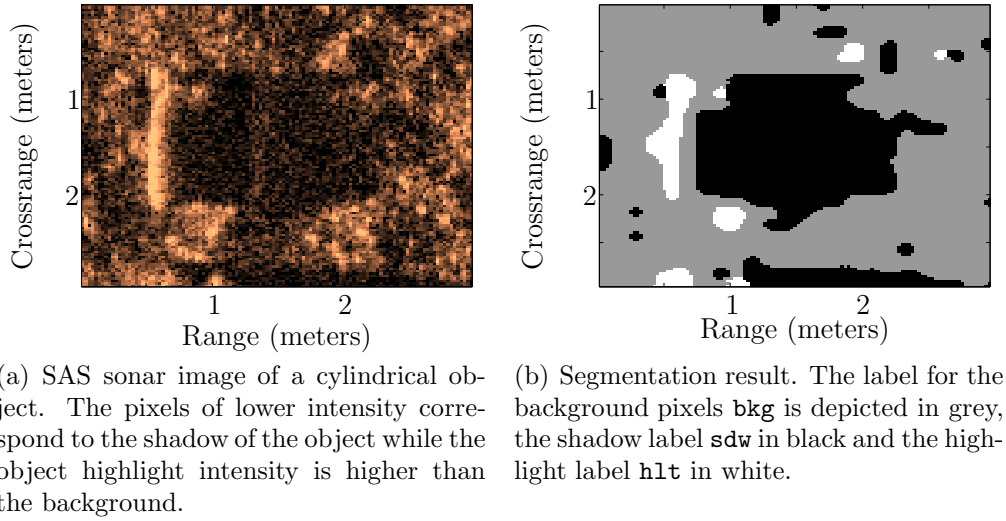 Crossrange (meters)
1
2
1
2
Range (meters)
Crossrange (meters)
1
2
1
2
Range (meters)
(a) SAS sonar image of a cylindrical ob-
ject. The pixels of lower intensity corre-
spond to the shadow of the object while the
object highlight intensity is higher than
the background.
(b) Segmentation result. The label for the
background pixels bkg is depicted in grey,
the shadow label sdw in black and the high-
light label hlt in white.